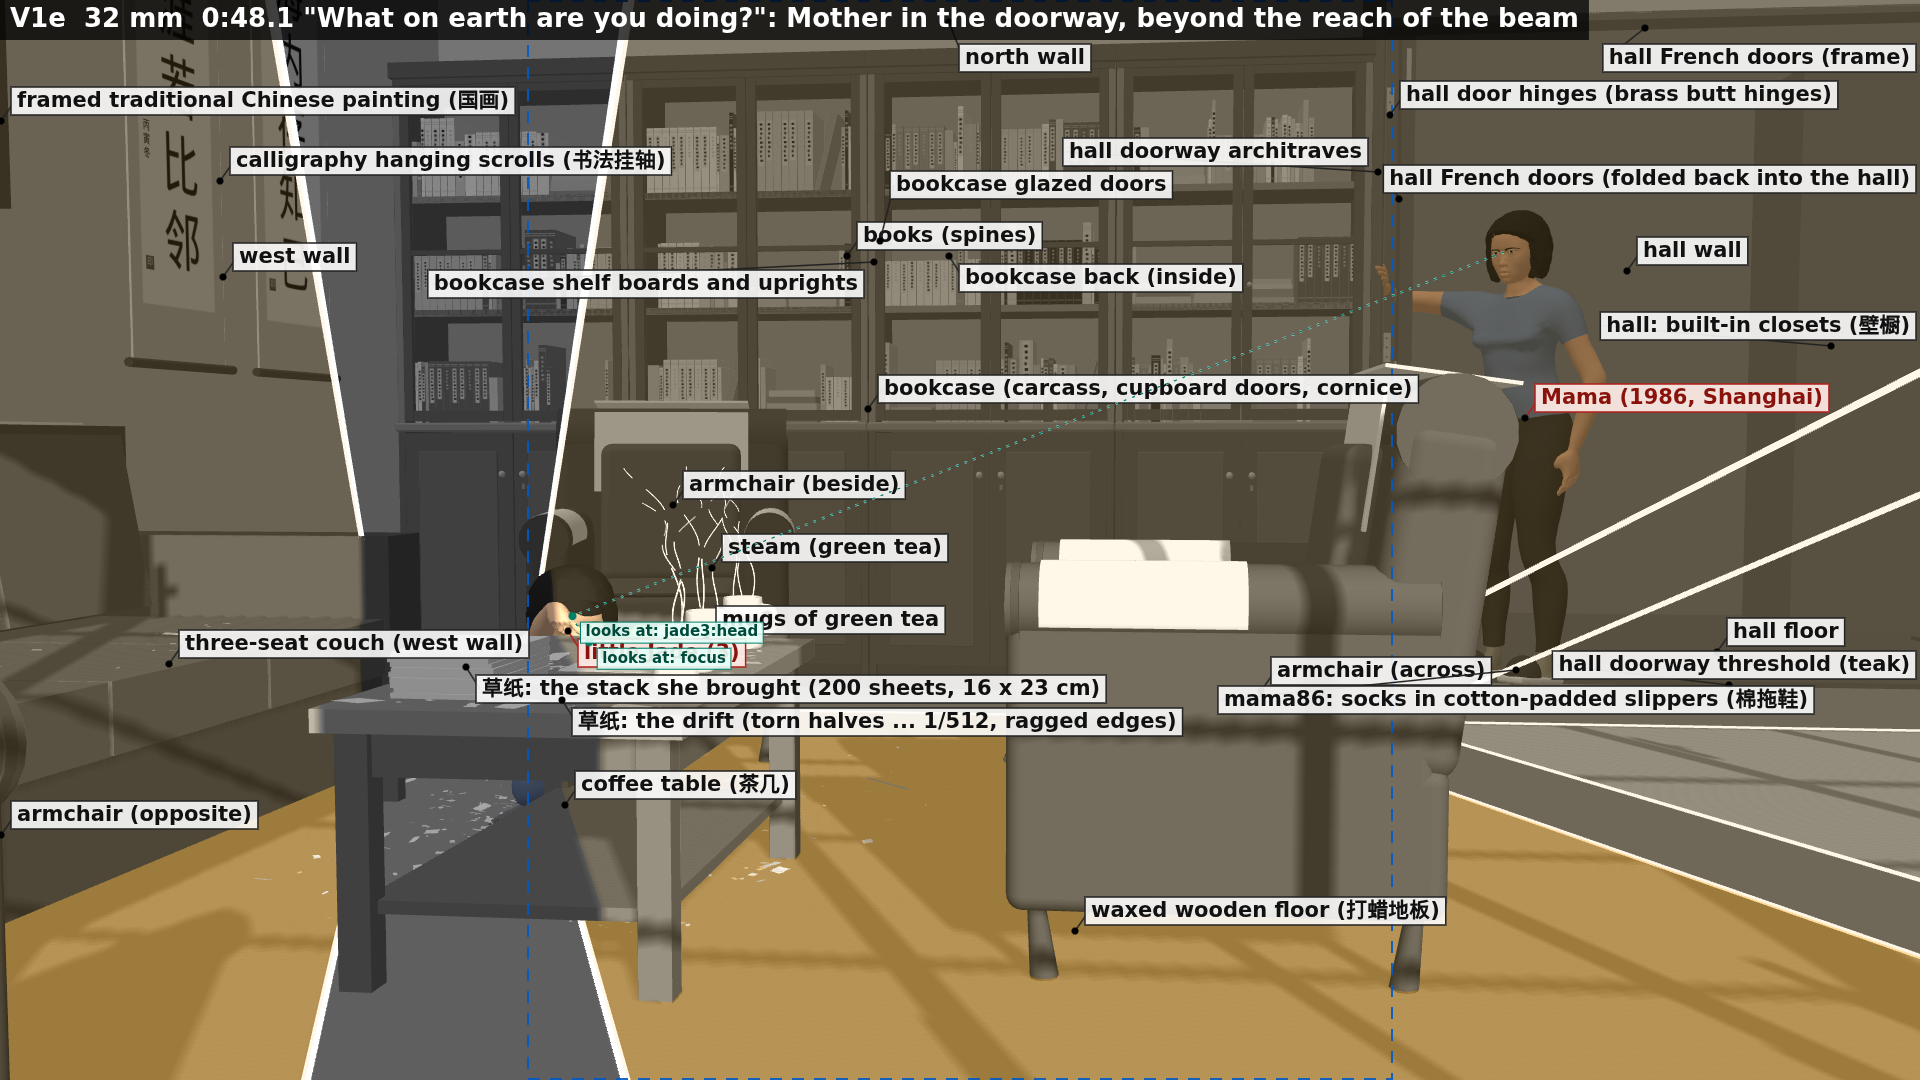 V1e 32 mm 0:48.1 "What on earth are you doing?": Mother in the doorway, beyond the reach of the beam
north wall
hall French doors (frame)
framed traditional Chinese painting (国画)
hall door hinges (brass butt hinges)
calligraphy hanging scrolls (书法挂轴)
hall doorway architraves
bookcase glazed doors
hall French doors (folded back into the hall)
比
邻
知
己
丙寅冬
books (spines)
west wall
hall wall
bookcase shelf boards and uprights
bookcase back (inside)
hall: built-in closets (壁橱)
bookcase (carcass, cupboard doors, cornice)
Mama (1986, Shanghai)
armchair (beside)
steam (green tea)
mugs of green tea
looks at: jade3:head
looks at: focus
three-seat couch (west wall)
hall floor
armchair (across)
hall doorway threshold (teak)
草纸: the stack she brought (200 sheets, 16 x 23 cm)
mama86: socks in cotton-padded slippers (棉拖鞋)
草纸: the drift (torn halves ... 1/512, ragged edges)
coffee table (茶几)
armchair (opposite)
waxed wooden floor (打蜡地板)